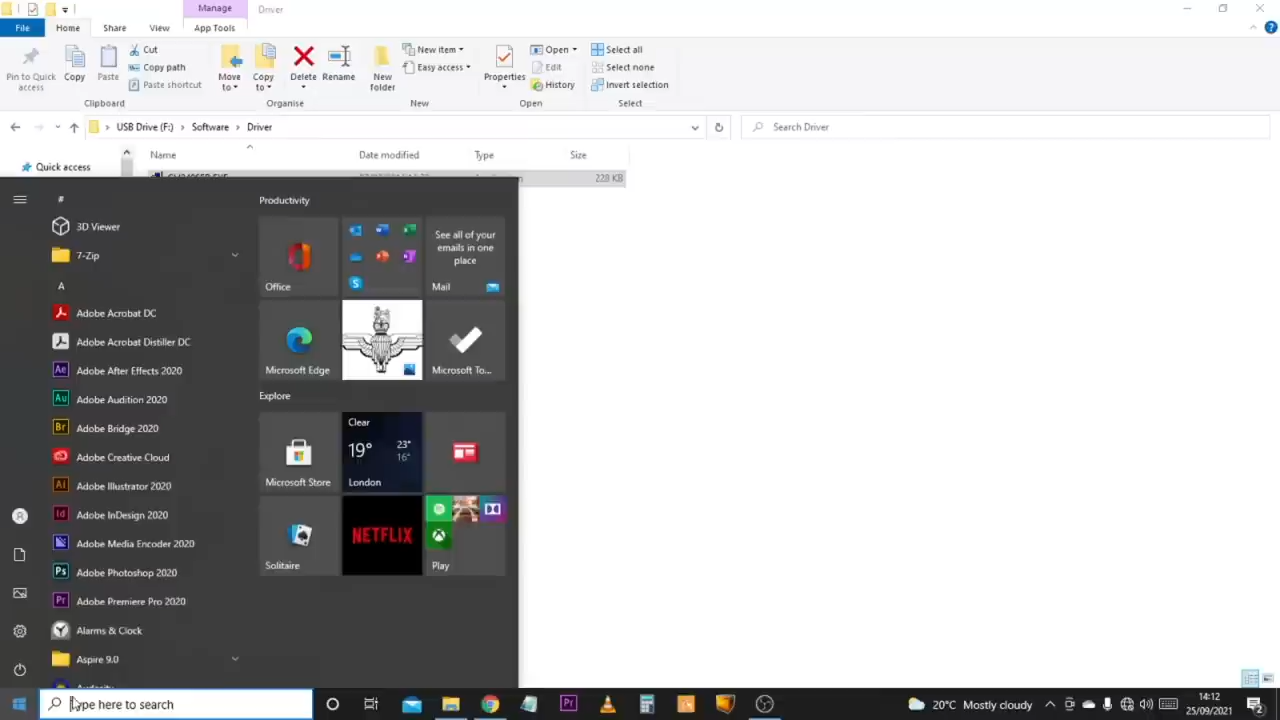 Manage
Driver
File
Home
Share
View
App Tools
Pin to Quick access
Copy
Paste
Cut
Copy path
Paste shortcut
Clipboard
Move to
Copy to
Delete
Rename
Organise
New folder
New item
Easy access
New
Properties
Open
Edit
History
Open
Select all
Select none
Invert selection
Select
USB Drive (F:)
Software
Driver
Search Driver
Quick access
Name
Date modified
Type
Size
228 KB
#
3D Viewer
7-Zip
A
Adobe Acrobat DC
Adobe Acrobat Distiller DC
Adobe After Effects 2020
Adobe Audition 2020
Adobe Bridge 2020
Adobe Creative Cloud
Adobe Illustrator 2020
Adobe InDesign 2020
Adobe Media Encoder 2020
Adobe Photoshop 2020
Adobe Premiere Pro 2020
Alarms & Clock
Aspire 9.0
Productivity
Office
See all of your
emails in one
place
Mail
Microsoft Edge
Microsoft To...
Explore
Microsoft Store
Clear
19°
23°
16°
London
Solitaire
NETFLIX
Play
Type here to search
20°C Mostly cloudy
14:12
25/09/2021
2